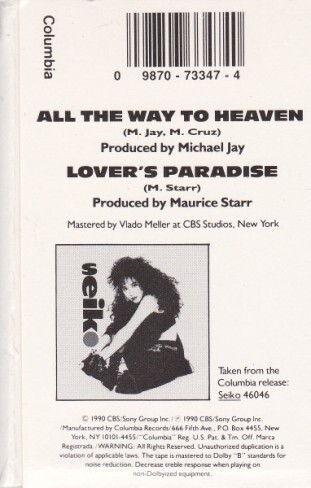 Columbia
0 9870 - 73347 - 4
ALL THE WAY TO HEAVEN
(M. Jay, M. Cruz)
Produced by Michael Jay
LOVER'S PARADISE
(M. Starr)
Produced by Maurice Starr
Mastered by Vlado Meller at CBS Studios, New York
seiko
Taken from the
Columbia release:
Seiko 46046
© 1990 CBS/Sony Group Inc./℗ 1990 CBS/Sony Group Inc.
/Manufactured by Columbia Records/666 Fifth Ave., P.O. Box 4455, New
York, NY 10101-4455/"Columbia" Reg. U.S. Pat. & Tm. Off. Marca
Registrada./WARNING: All Rights Reserved. Unauthorized duplication is a
violation of applicable laws. The tape is mastered to Dolby "B" standards for
noise reduction. Decrease treble response when playing on
non-Dolbyized equipment.